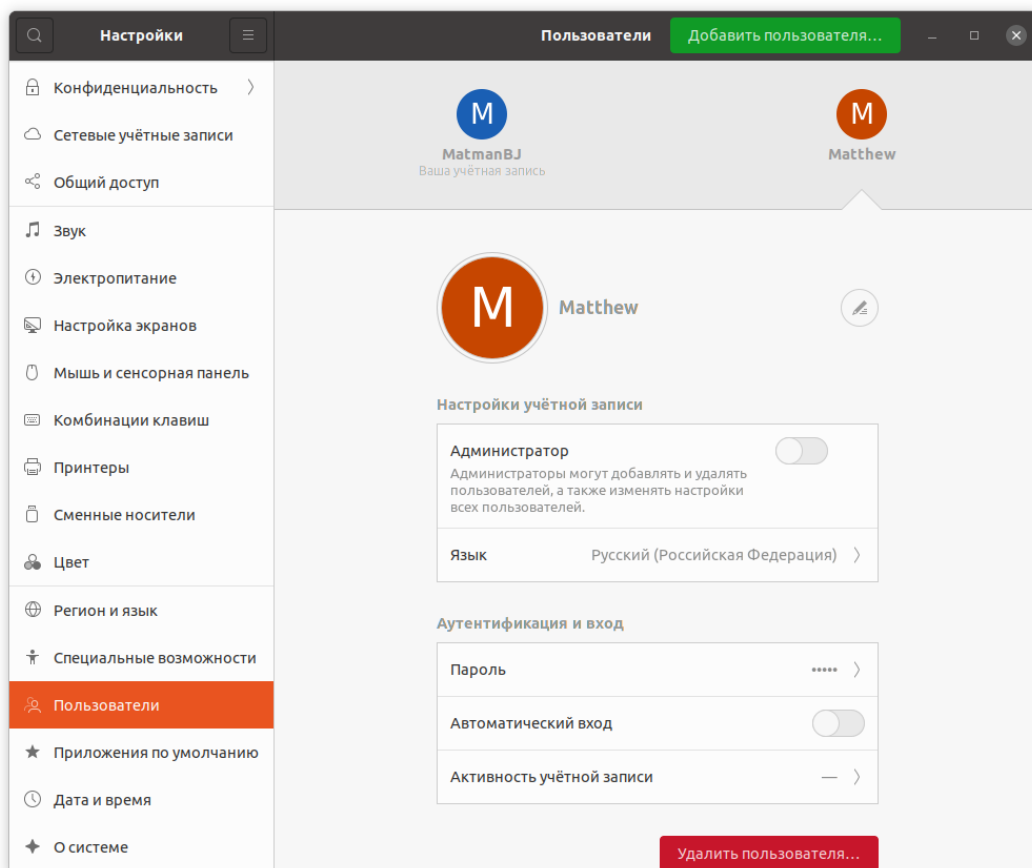 Настройки
Пользователи
Добавить пользователя...
Конфиденциальность
Сетевые учётные записи
Общий доступ
Звук
Электропитание
Настройка экранов
Мышь и сенсорная панель
Комбинации клавиш
Принтеры
Сменные носители
Цвет
Регион и язык
Специальные возможности
Пользователи
Приложения по умолчанию
Дата и время
О системе
M
MatmanBJ
Ваша учётная запись
M
Matthew
M
Matthew
Настройки учётной записи
Администратор
Администраторы могут добавлять и удалять
пользователей, а также изменять настройки
всех пользователей.
Язык
Русский (Российская Федерация)
Аутентификация и вход
Пароль
•••••
Автоматический вход
Активность учётной записи
—
Удалить пользователя...